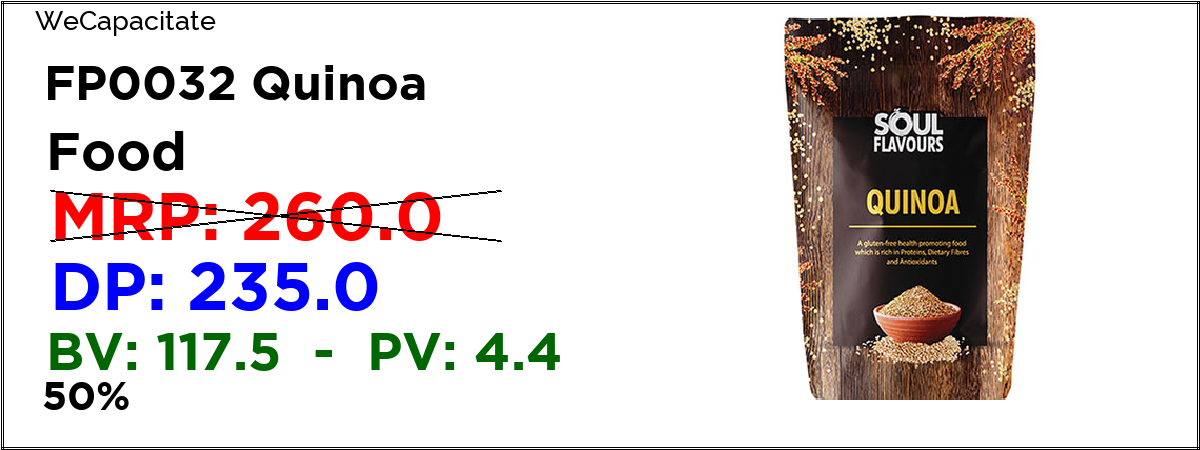 WeCapacitate
FP0032 Quinoa
Food
MRP: 260.0
DP: 235.0
BV: 117.5 - PV: 4.4
50%
SOUL
FLAVOURS
QUINOA
A gluten-free health promoting food
which is rich in Proteins, Dietary Fibres
and Antioxidants